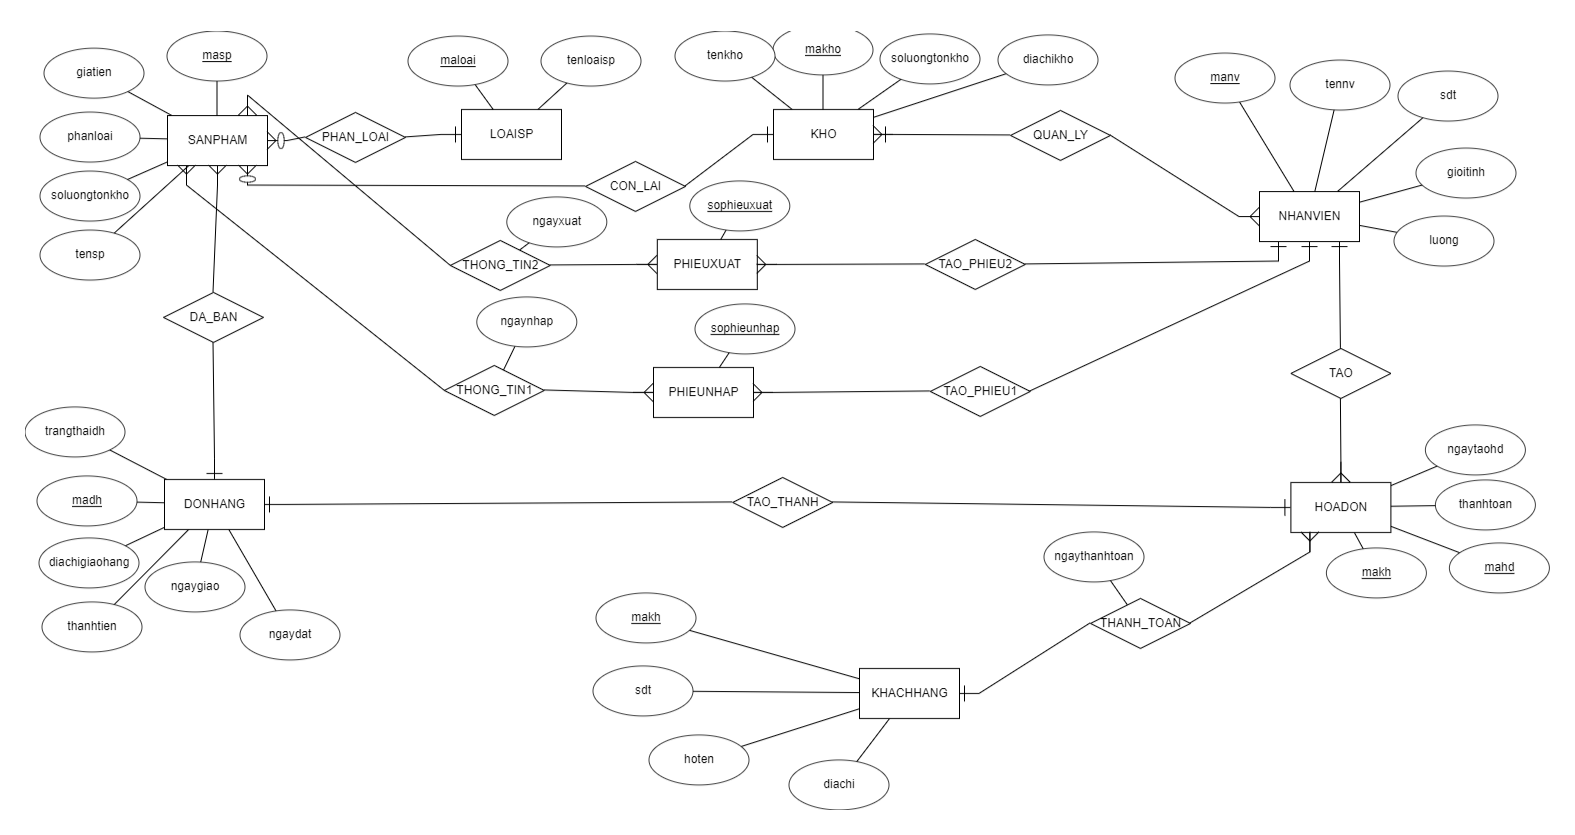 masp
giatien
phanloai
soluongtonkho
tensp
SANPHAM
PHAN_LOAI
maloai
tenloaisp
LOAISP
tenkho
makho
soluongtonkho
diachikho
KHO
QUAN_LY
manv
tennv
sdt
gioitinh
luong
NHANVIEN
CON_LAI
ngayxuat
sophieuxuat
THONG_TIN2
PHIEUXUAT
TAO_PHIEU2
DA_BAN
ngaynhap
sophieunhap
THONG_TIN1
PHIEUNHAP
TAO_PHIEU1
TAO
trangthaidh
madh
diachigiaohang
thanhtien
ngaygiao
ngaydat
DONHANG
TAO_THANH
HOADON
ngaytaohd
thanhtoan
mahd
makh
ngaythanhtoan
THANH_TOAN
makh
sdt
hoten
diachi
KHACHHANG